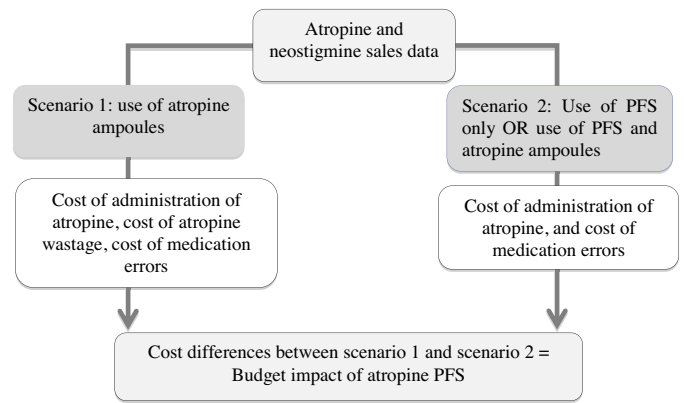 Atropine and
neostigmine sales data
Scenario 1: use of atropine
ampoules
Scenario 2: Use of PFS
only OR use of PFS and
atropine ampoules
Cost of administration of
atropine, cost of atropine
wastage, cost of medication
errors
Cost of administration of
atropine, and cost of
medication errors
Cost differences between scenario 1 and scenario 2 =
Budget impact of atropine PFS